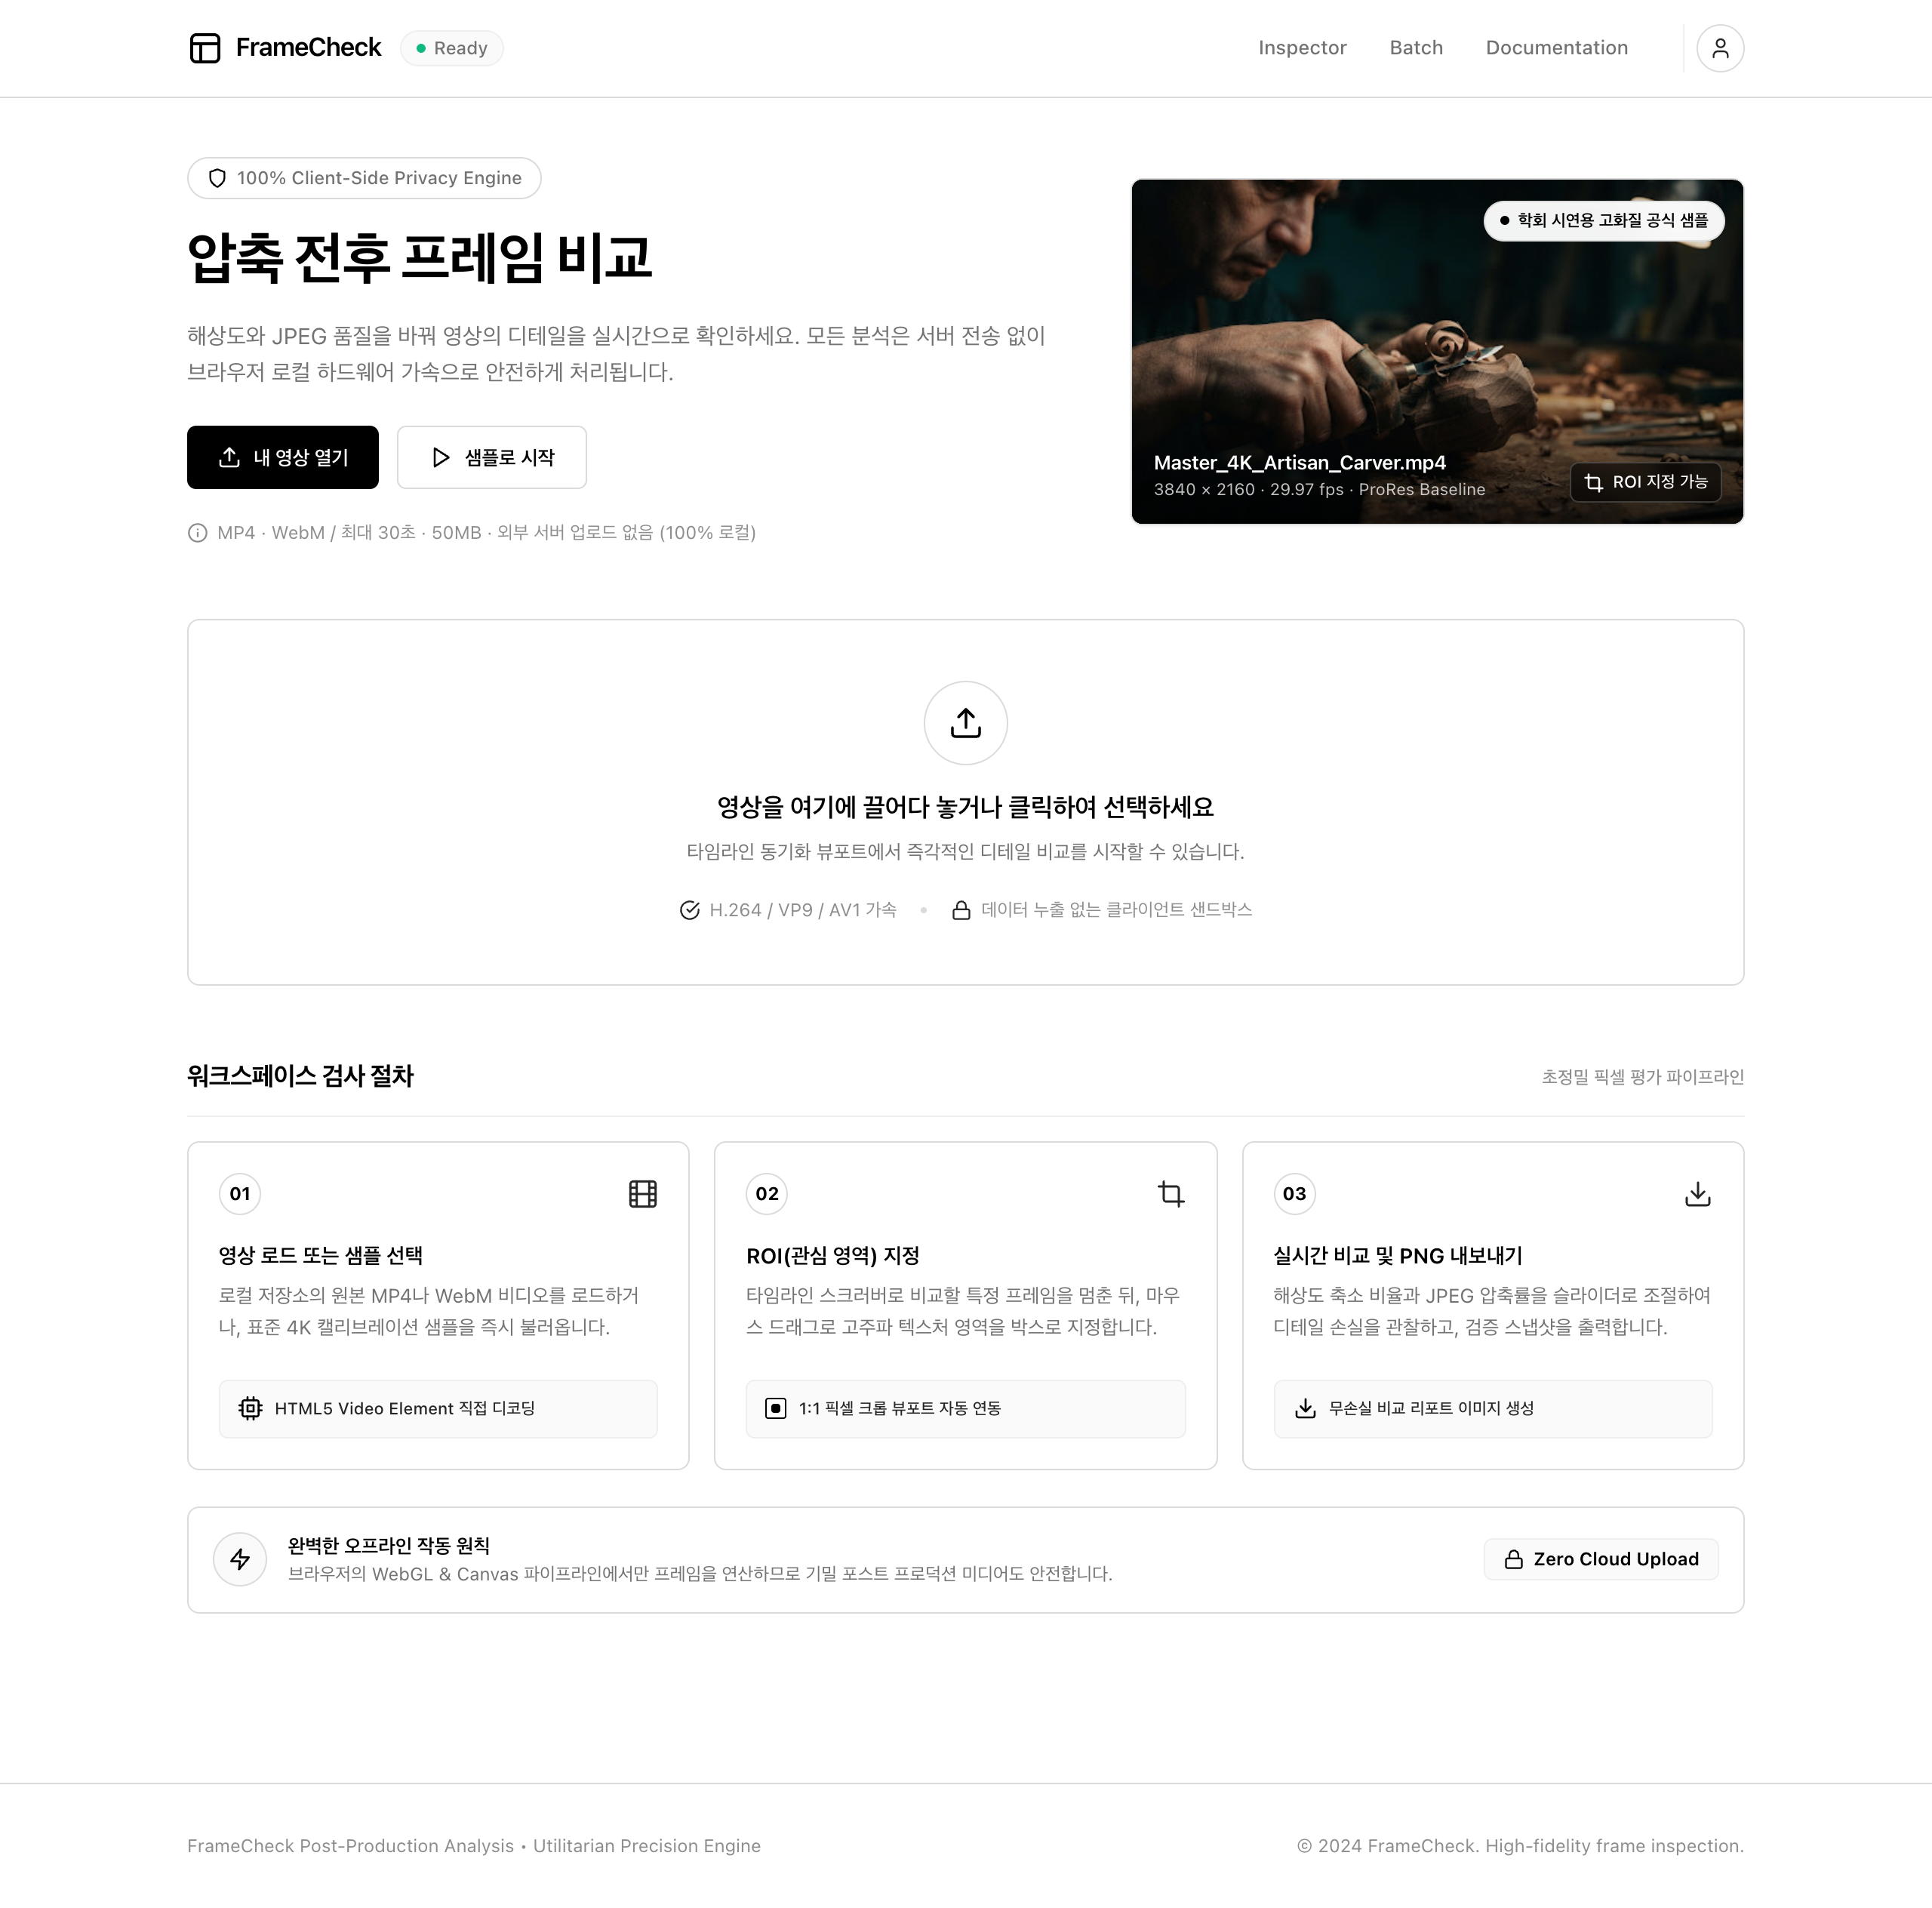 FrameCheck
Ready
Inspector
Batch
Documentation
100% Client-Side Privacy Engine
압축 전후 프레임 비교
해상도와 JPEG 품질을 바꿔 영상의 디테일을 실시간으로 확인하세요. 모든 분석은 서버 전송 없이
브라우저 로컬 하드웨어 가속으로 안전하게 처리됩니다.
내 영상 열기
샘플로 시작
MP4 · WebM / 최대 30초 · 50MB · 외부 서버 업로드 없음 (100% 로컬)
학회 시연용 고화질 공식 샘플
Master_4K_Artisan_Carver.mp4
3840 × 2160 · 29.97 fps · ProRes Baseline
ROI 지정 가능
영상을 여기에 끌어다 놓거나 클릭하여 선택하세요
타임라인 동기화 뷰포트에서 즉각적인 디테일 비교를 시작할 수 있습니다.
H.264 / VP9 / AV1 가속
데이터 누출 없는 클라이언트 샌드박스
워크스페이스 검사 절차
초정밀 픽셀 평가 파이프라인
01
영상 로드 또는 샘플 선택
로컬 저장소의 원본 MP4나 WebM 비디오를 로드하거
나, 표준 4K 캘리브레이션 샘플을 즉시 불러옵니다.
HTML5 Video Element 직접 디코딩
02
ROI(관심 영역) 지정
타임라인 스크러버로 비교할 특정 프레임을 멈춘 뒤, 마우
스 드래그로 고주파 텍스처 영역을 박스로 지정합니다.
1:1 픽셀 크롭 뷰포트 자동 연동
03
실시간 비교 및 PNG 내보내기
해상도 축소 비율과 JPEG 압축률을 슬라이더로 조절하여
디테일 손실을 관찰하고, 검증 스냅샷을 출력합니다.
무손실 비교 리포트 이미지 생성
완벽한 오프라인 작동 원칙
브라우저의 WebGL & Canvas 파이프라인에서만 프레임을 연산하므로 기밀 포스트 프로덕션 미디어도 안전합니다.
Zero Cloud Upload
FrameCheck Post-Production Analysis • Utilitarian Precision Engine
© 2024 FrameCheck. High-fidelity frame inspection.